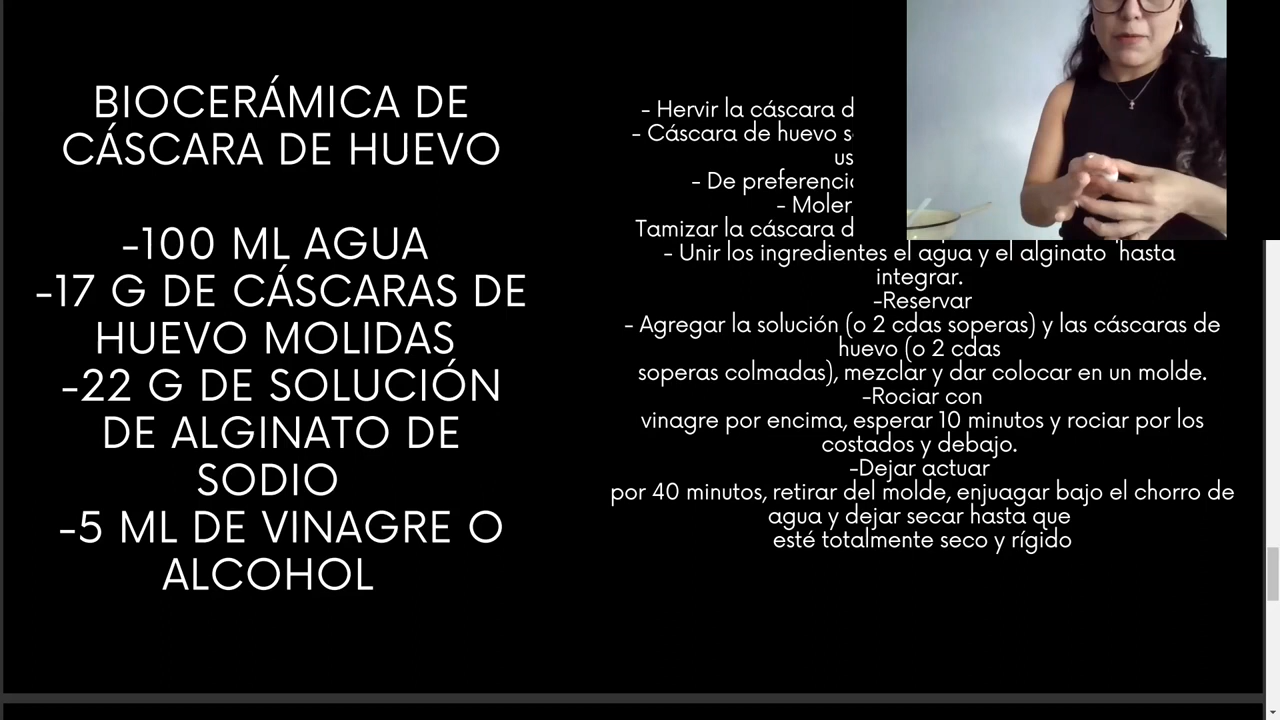 BIOCERÁMICA DE
CÁSCARA DE HUEVO
-100 ML AGUA
-17 G DE CÁSCARAS DE
HUEVO MOLIDAS
-22 G DE SOLUCIÓN
DE ALGINATO DE
SODIO
-5 ML DE VINAGRE O
ALCOHOL
- Hervir la cáscara
- Cáscara de huevo
- De
- Moler
Tamizar la cáscara
- Unir los ingredientes el agua y el alginato hasta
integrar.
-Reservar
- Agregar la solución (o 2 cdas soperas) y las cáscaras de
huevo (o 2 cdas
soperas colmadas), mezclar y dar colocar en un molde.
-Rociar con
vinagre por encima, esperar 10 minutos y rociar por los
costados y debajo.
-Dejar actuar
por 40 minutos, retirar del molde, enjuagar bajo el chorro de
agua y dejar secar hasta que
esté totalmente seco y rígido